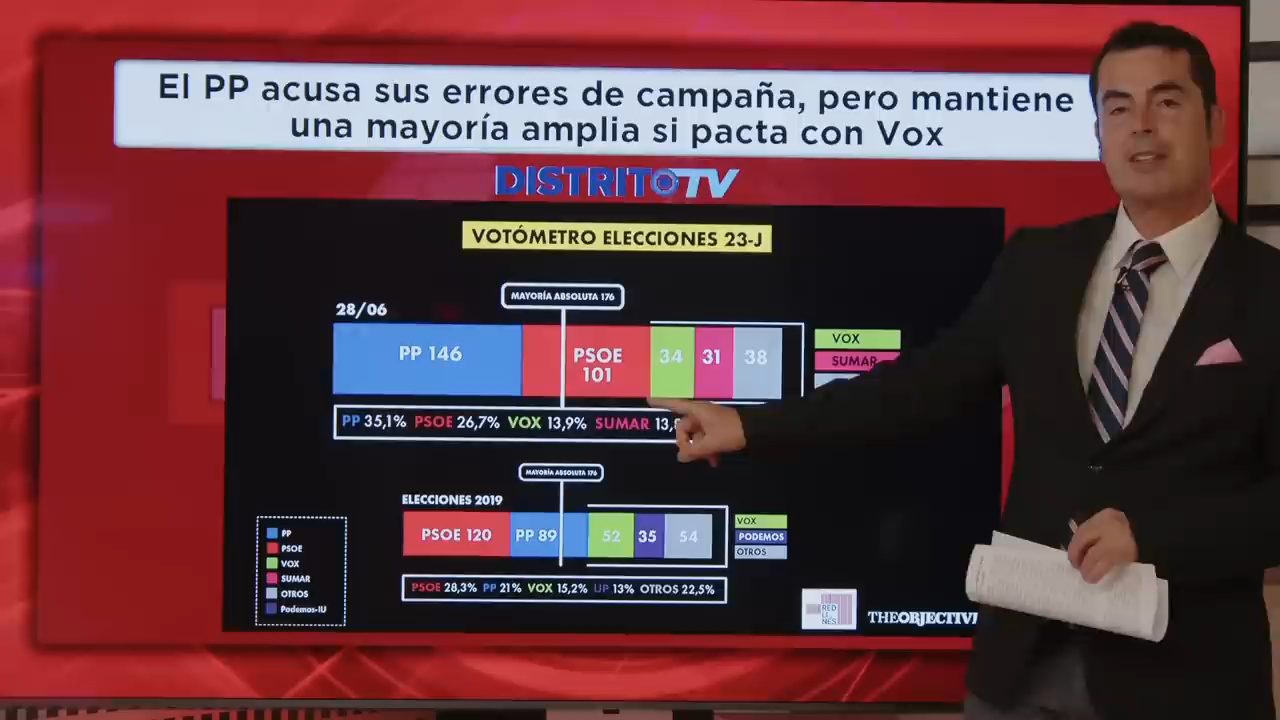 El PP acusa sus errores de campaña, pero mantiene
una mayoría amplia si pacta con Vox
DISTRITO TV
VOTÓMETRO ELECCIONES 23-J
MAYORÍA ABSOLUTA 176
28/06
PP 146
PSOE
101
34
31
38
VOX
SUMAR
PP 35,1% PSOE 26,7% VOX 13,9% SUMAR
MAYORÍA ABSOLUTA 176
ELECCIONES 2019
PSOE 120
PP 89
52
35
54
VOX
PODEMOS
OTROS
PSOE 28,3% PP 21% VOX 15,2% UP 13% OTROS 22,5%
PP
PSOE
VOX
SUMAR
OTROS
Podemos-IU
THEOBJECTIVE